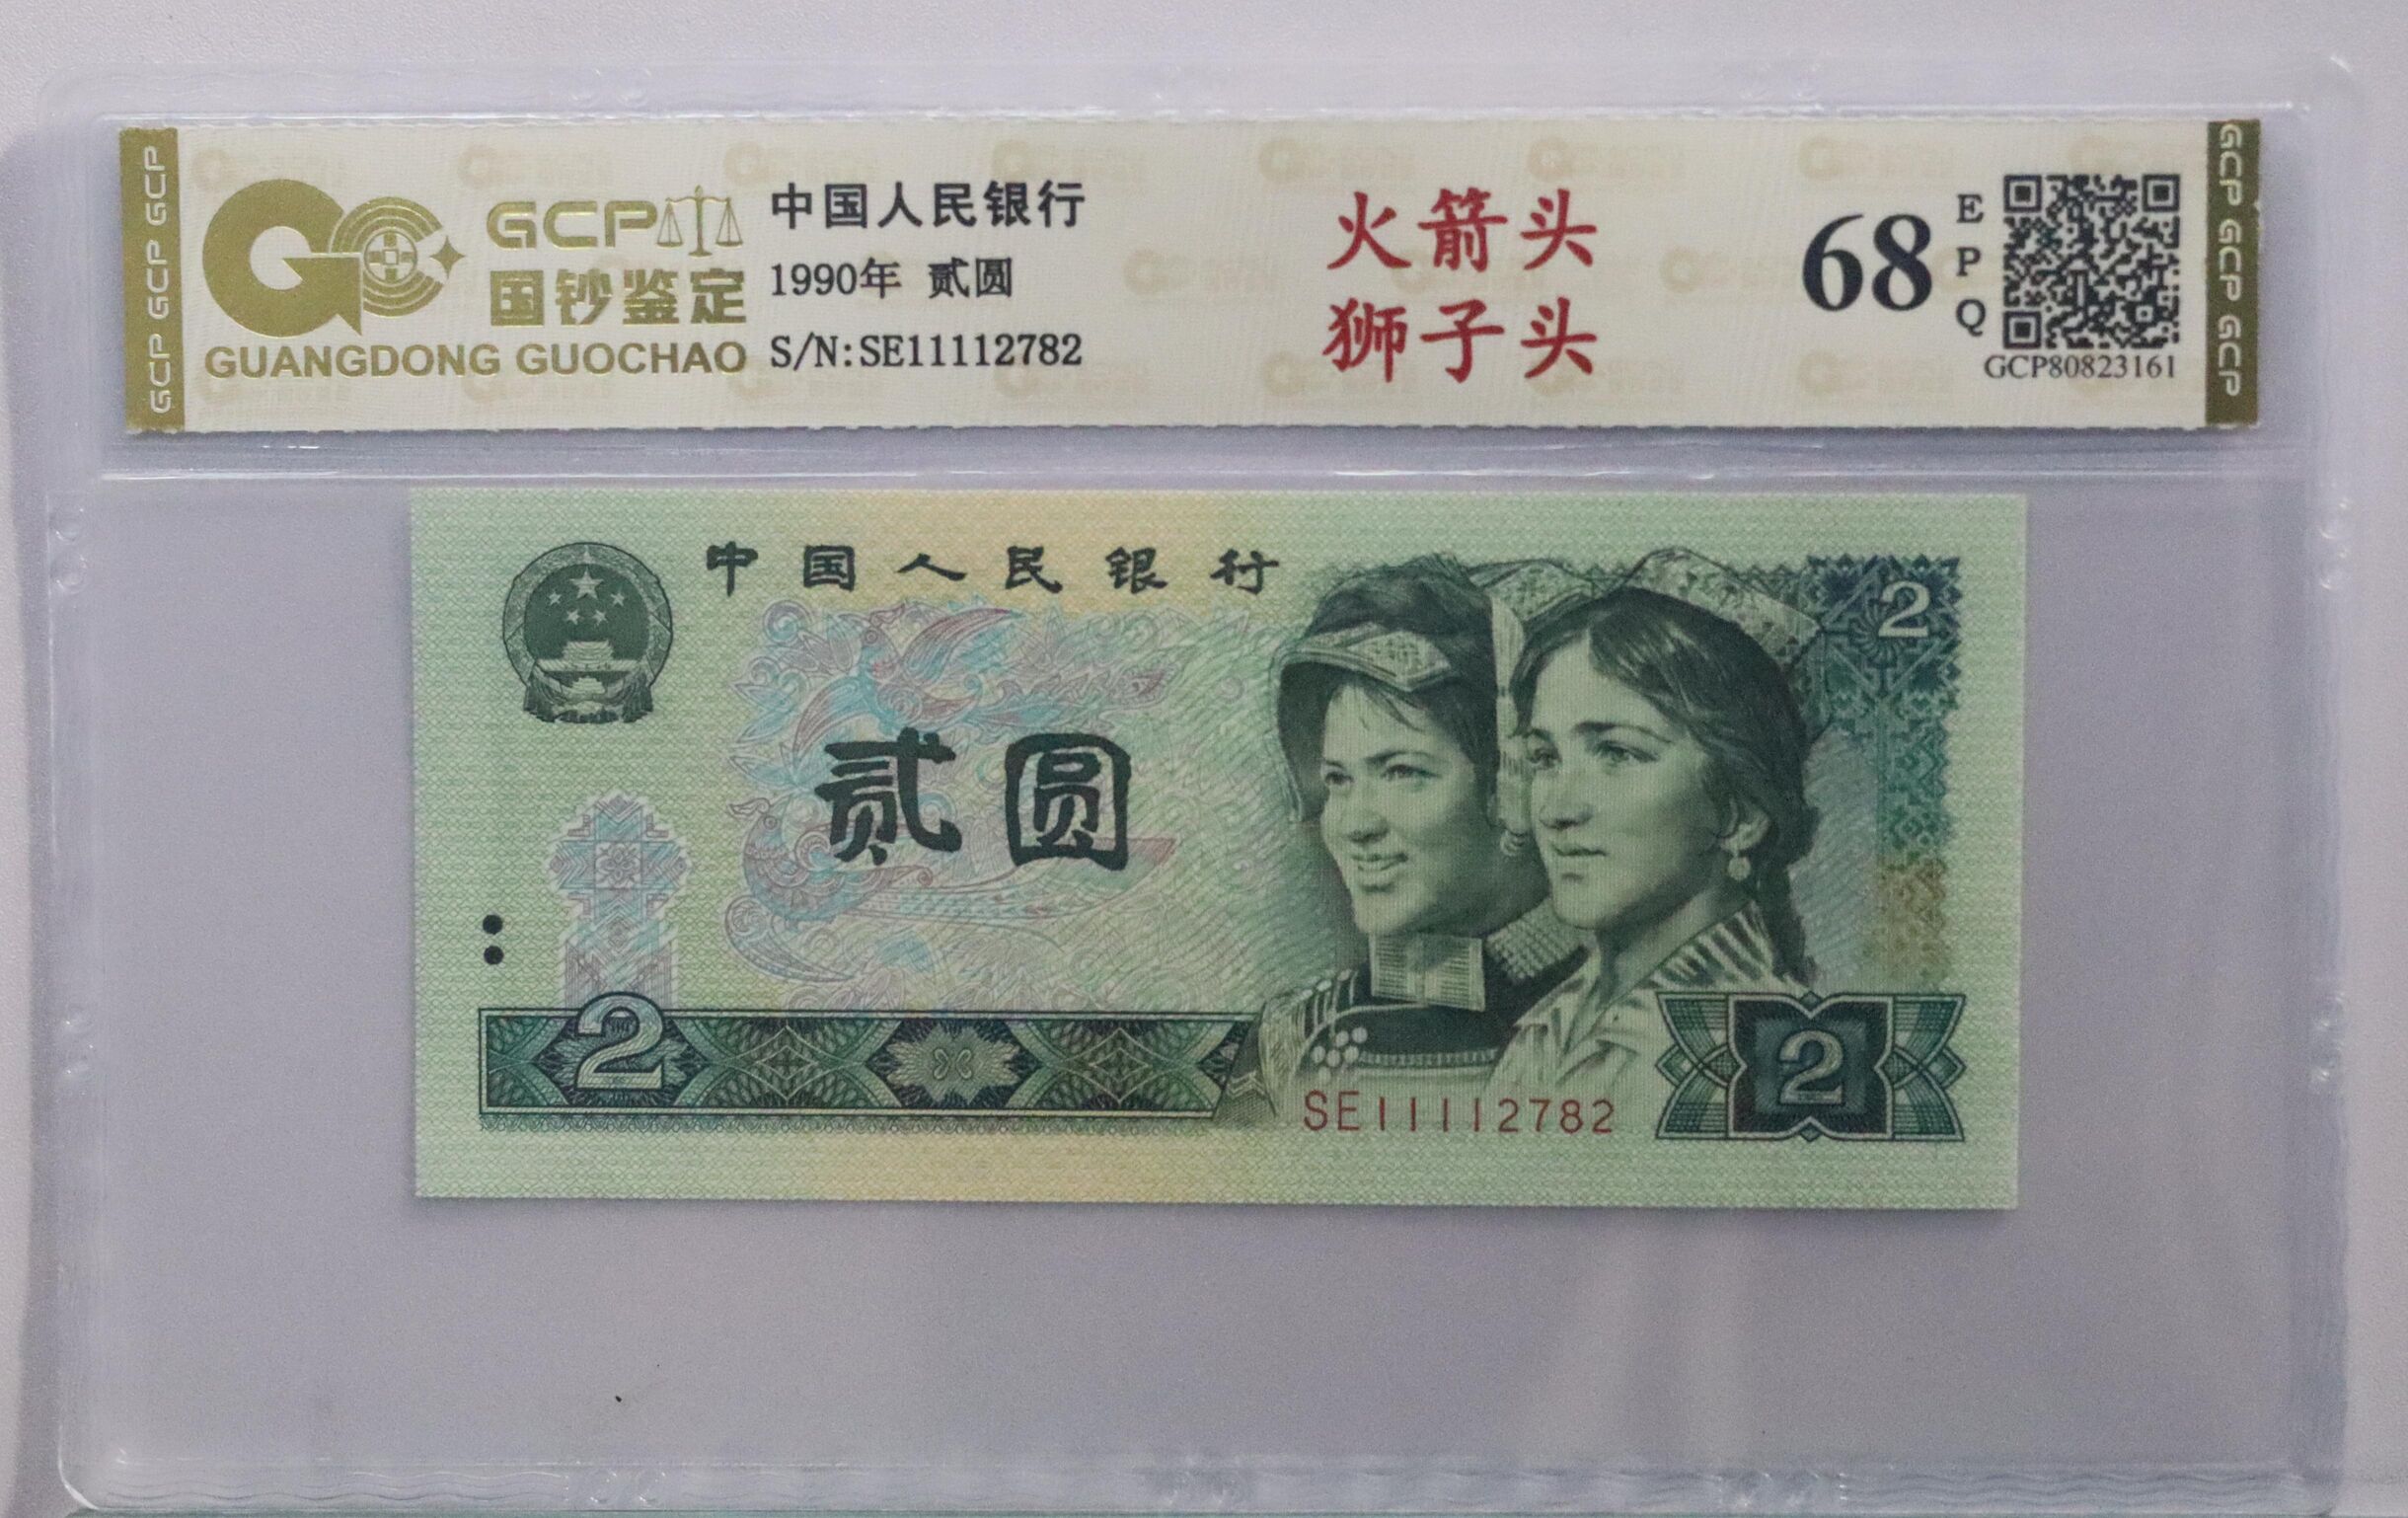 GCP GCP GCP
GCP
国钞鉴定
GUANGDONG GUOCHAO
中国人民银行
1990年 贰圆
S/N:SE11112782
火箭头
狮子头
68
EPQ
GCP80823161
GCP GCP GCP
中国人民银行
2
贰圆
2
SE11112782
2